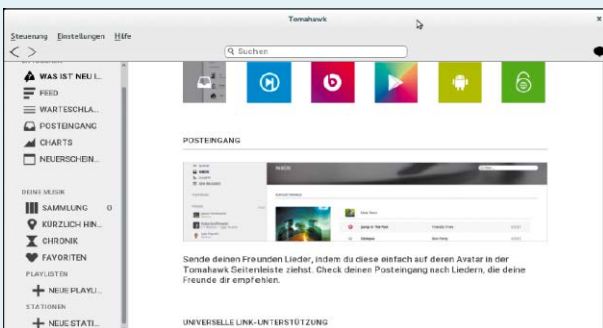 Tomahawk
Steuerung Einstellungen Hilfe
Suchen
WAS IST NEU I...
FEED
WARTESCHLA...
POSTEINGANG
CHARTS
NEUERSCHEIN...
DEINE MUSIK
SAMMLUNG 0
KÜRZLICH HIN...
CHRONIK
FAVORITEN
PLAYLISTEN
NEUE PLAYLI...
STATIONEN
NEUE STATI...
POSTEINGANG
INBOX
Sende deinen Freunden Lieder, indem du diese einfach auf deren Avatar in der
Tomahawk Seitenleiste ziehst. Check deinen Posteingang nach Liedern, die deine
Freunde dir empfehlen.
UNIVERSELLE LINK-UNTERSTÜTZUNG